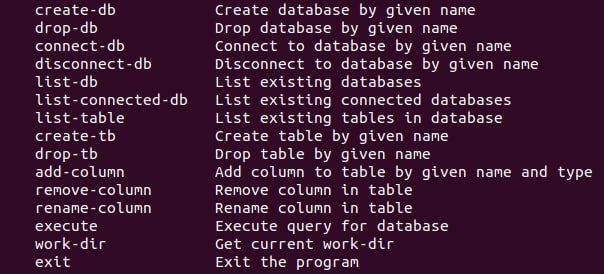 create-db Create database by given name
drop-db Drop database by given name
connect-db Connect to database by given name
disconnect-db Disconnect to database by given name
list-db List existing databases
list-connected-db List existing connected databases
list-table List existing tables in database
create-tb Create table by given name
drop-tb Drop table by given name
add-column Add column to table by given name and type
remove-column Remove column in table
rename-column Rename column in table
execute Execute query for database
work-dir Get current work-dir
exit Exit the program